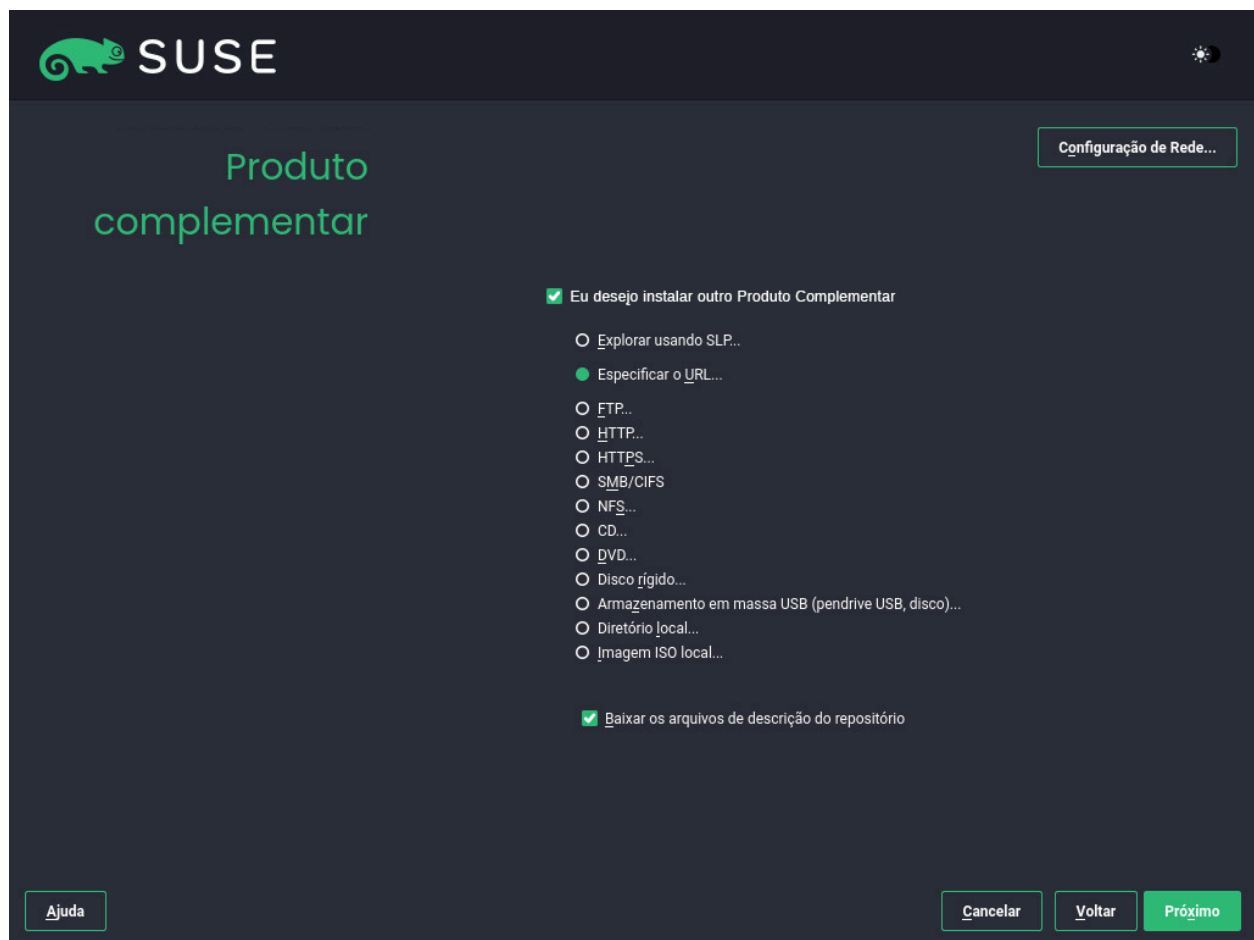 SUSE
Configuração de Rede...
Produto
complementar
Eu desejo instalar outro Produto Complementar
Explorar usando SLP...
Especificar o URL...
FTP...
HTTP...
HTTPS...
SMB/CIFS
NFS...
CD...
DVD...
Disco rígido...
Armazenamento em massa USB (pendrive USB, disco)...
Diretório local...
Imagem ISO local...
Baixar os arquivos de descrição do repositório
Ajuda
Cancelar
Voltar
Próximo